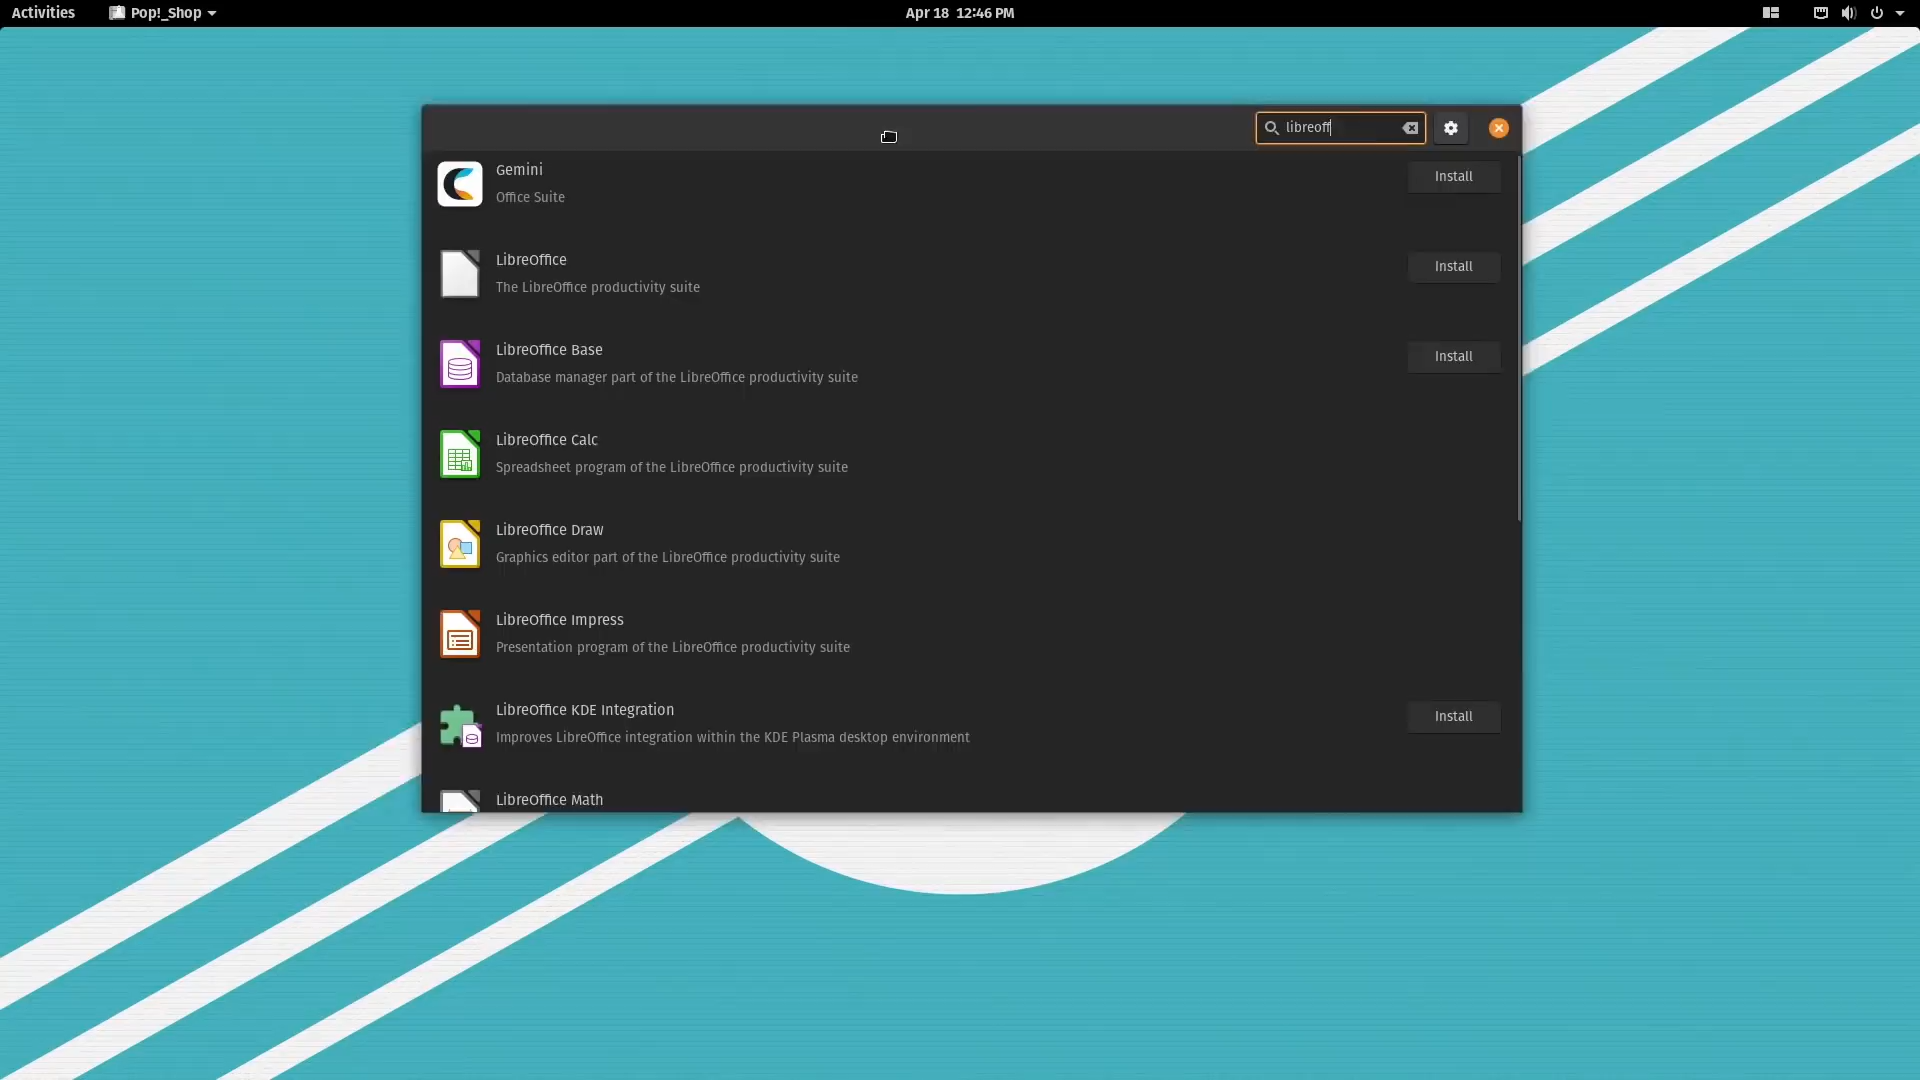 Activities Pop!_Shop Apr 18 12:46 PM
libreoff
Gemini
Install
Office Suite
LibreOffice
Install
The LibreOffice productivity suite
LibreOffice Base
Install
Database manager part of the LibreOffice productivity suite
LibreOffice Calc
Spreadsheet program of the LibreOffice productivity suite
LibreOffice Draw
Graphics editor part of the LibreOffice productivity suite
LibreOffice Impress
Presentation program of the LibreOffice productivity suite
LibreOffice KDE Integration
Install
Improves LibreOffice integration within the KDE Plasma desktop environment
LibreOffice Math